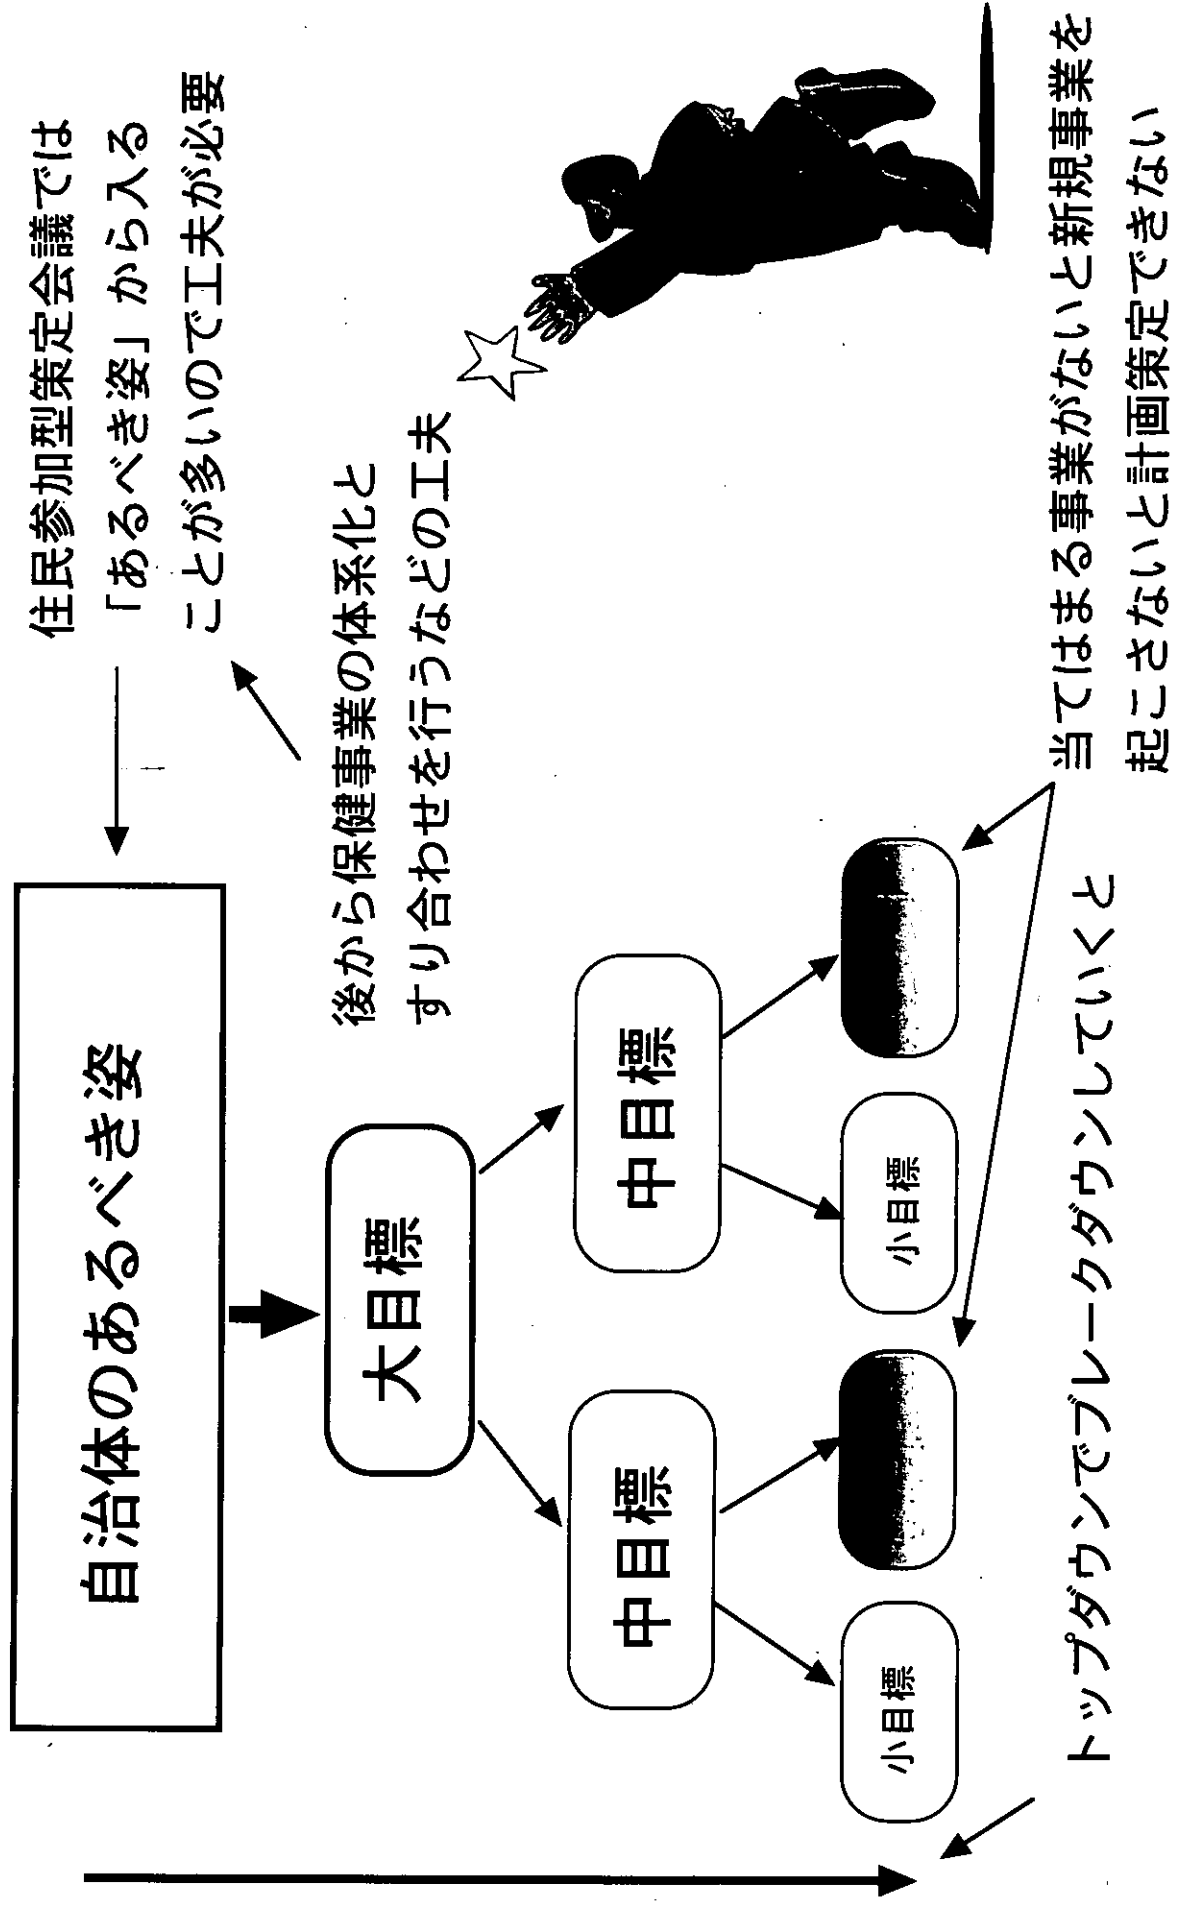 自治体のあるべき姿
住民参加型策定会議では
「あるべき姿」から入る
ことが多いので工夫が必要
後から保健事業の体系化と
すり合わせを行うなどの工夫
大目標
中目標
中目標
小目標
小目標
当てはまる事業がないと新規事業を
起こさないと計画策定できない
トップダウンでブレークダウンしていくと